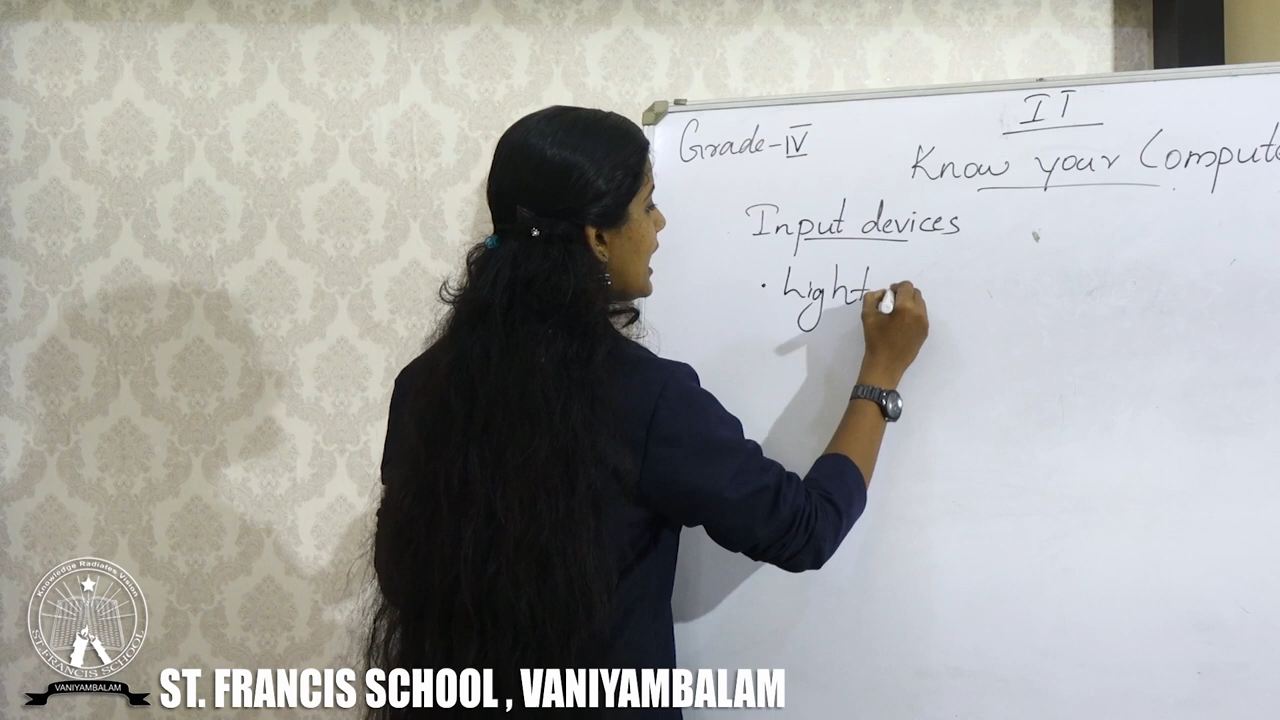 IT
Grade-IV
Know your Compute
Input devices
· Light
Knowledge Radiates Vision
ST. FRANCIS SCHOOL
VANIYAMBALAM
ST. FRANCIS SCHOOL , VANIYAMBALAM